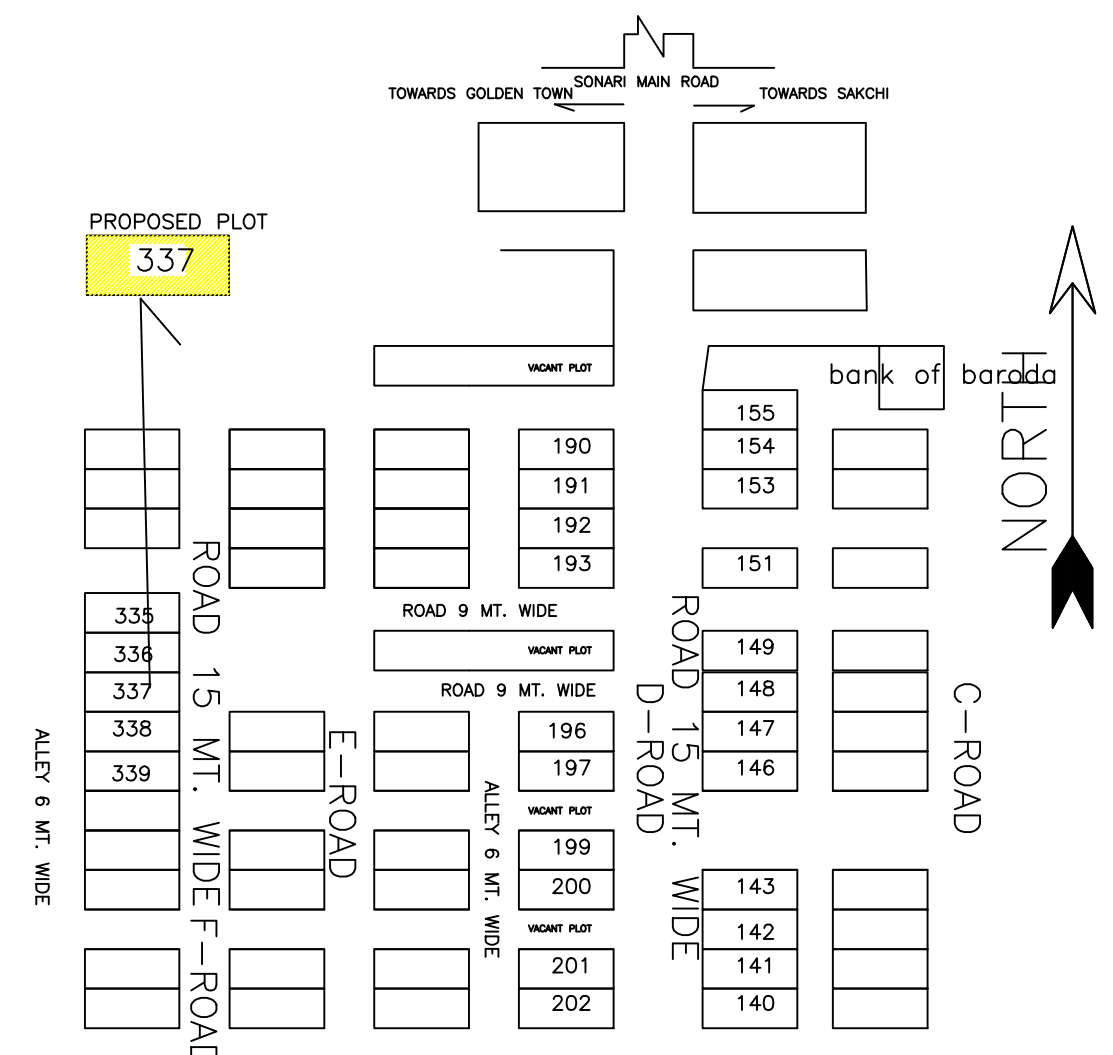 SONARI MAIN ROAD
TOWARDS GOLDEN TOWN
TOWARDS SAKCHI
PROPOSED PLOT
337
VACANT PLOT
bank of baroda
NORTH
155
190
154
191
153
192
193
151
ROAD 9 MT. WIDE
335
336
337
338
339
VACANT PLOT
149
ROAD 9 MT. WIDE
148
196
147
197
146
VACANT PLOT
199
200
143
VACANT PLOT
142
201
141
202
140
ALLEY 6 MT. WIDE
ROAD 15 MT. WIDE
F-ROAD
E-ROAD
ALLEY 6 MT. WIDE
D-ROAD
ROAD 15 MT. WIDE
C-ROAD